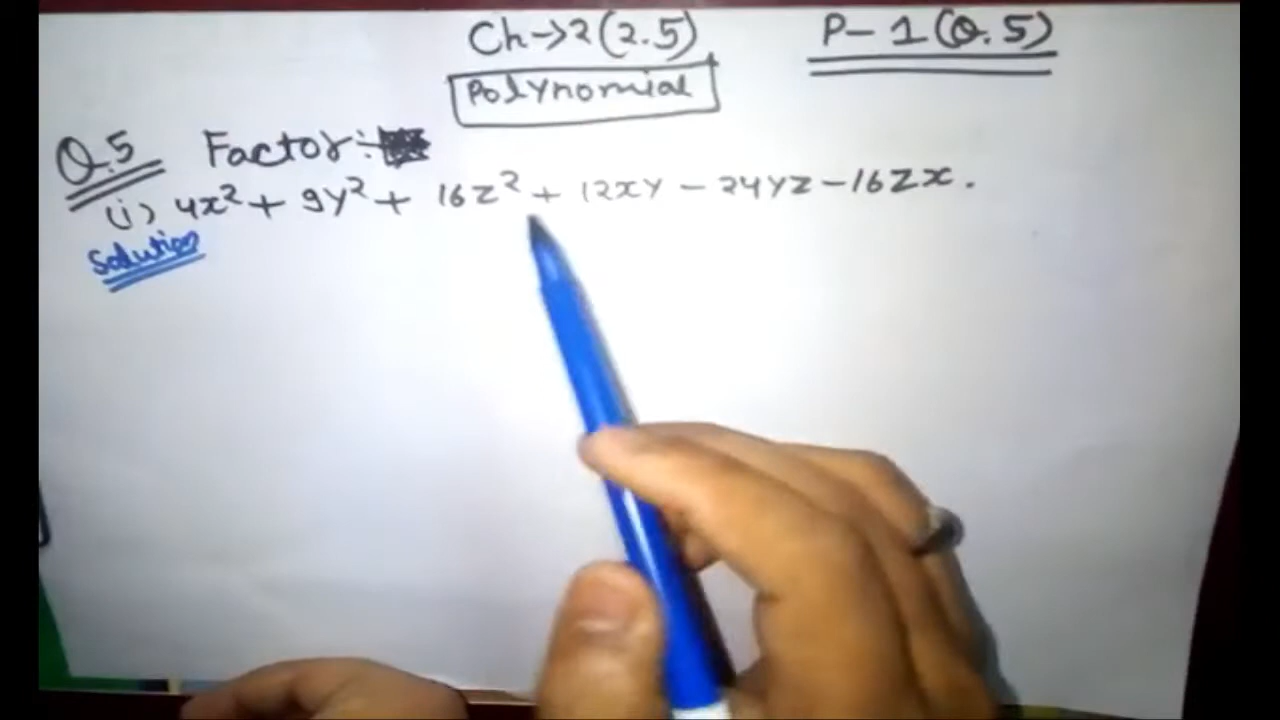 Ch→2(2.5)
P-1(Q.5)
Polynomial
Q.5 Factor:-
(i) 4x² + 9y² + 16z² + 12xy - 24yz - 16zx.
Solution